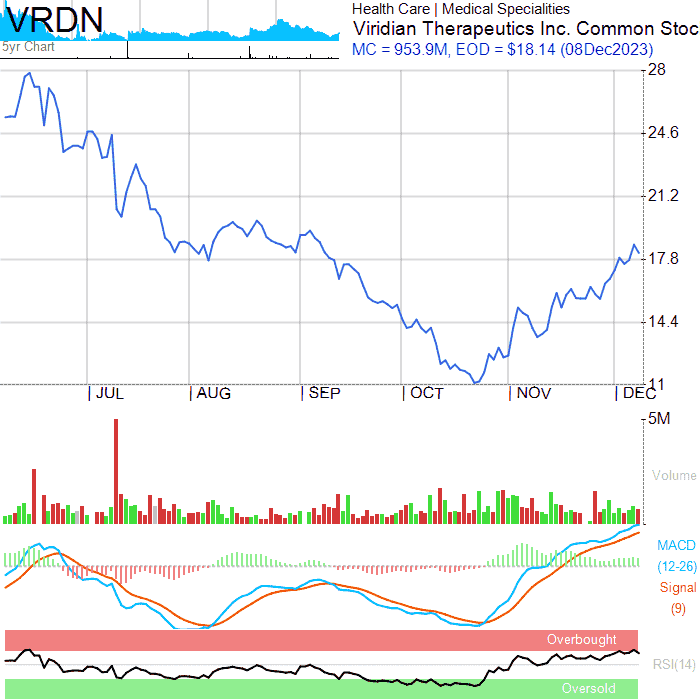 VRDN
5yr Chart
Health Care | Medical Specialities
Viridian Therapeutics Inc. Common Stoc
MC = 953.9M, EOD = $18.14 (08Dec2023)
28
24.6
21.2
17.8
14.4
11
JUL
AUG
SEP
OCT
NOV
DEC
5M
Volume
MACD
(12-26)
Signal
(9)
Overbought
RSI(14)
Oversold